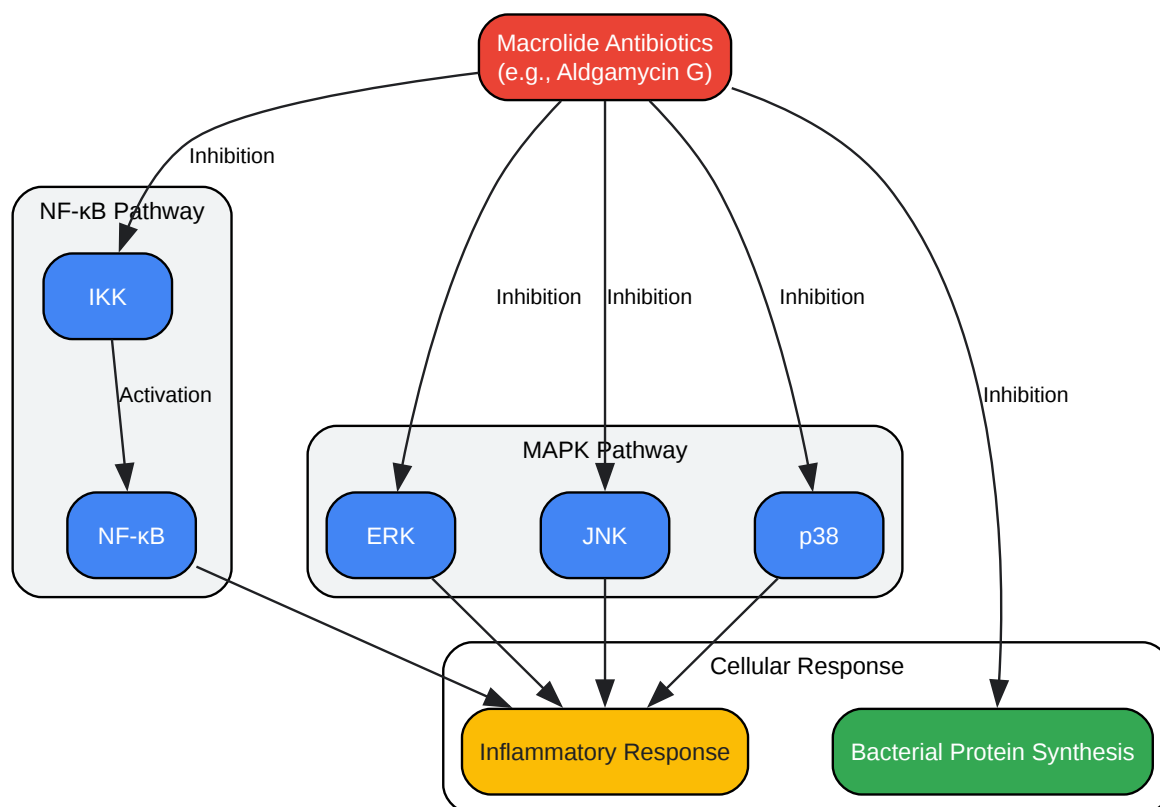 Macrolide Antibiotics
(e.g., Aldgamycin G)
Inhibition
NF-κB Pathway
IKK
Inhibition
Inhibition
Inhibition
Activation
Inhibition
MAPK Pathway
NF-κB
ERK
JNK
p38
Cellular Response
Inflammatory Response
Bacterial Protein Synthesis